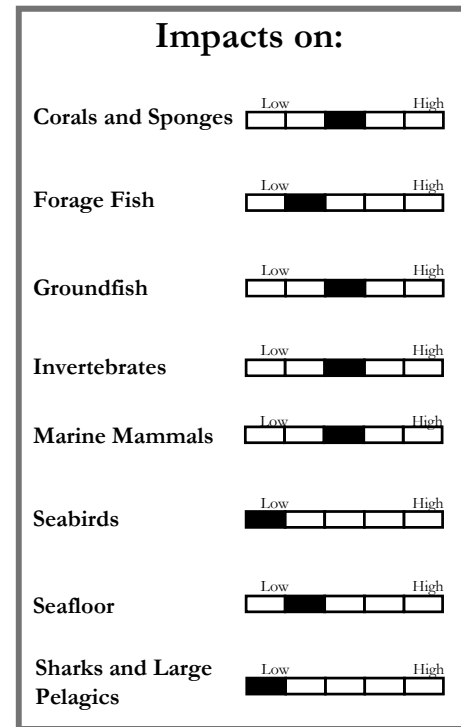 Impacts on:
Low High
Corals and Sponges
Low High
Forage Fish
Low High
Groundfish
Low High
Invertebrates
Low High
Marine Mammals
Low High
Seabirds
Low High
Seafloor
Low High
Sharks and Large
Pelagics